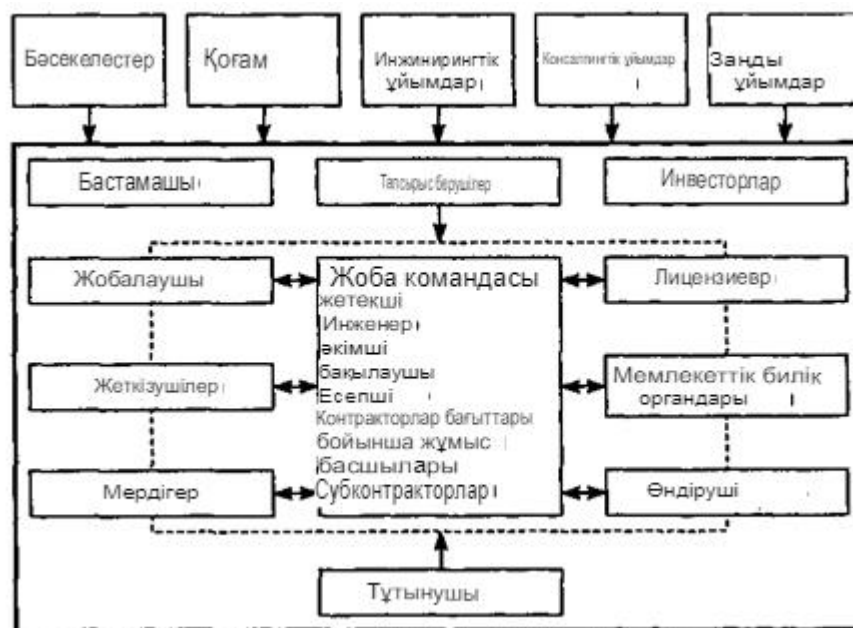 Бәсекелестер
Қоғам
Инжинирингтік
ұйымдар
Консалтингтік ұйымдар
Заңды
ұйымдар
Бастамашы
Тапсырыс берушілер
Инвесторлар
Жобалаушы
Жоба командасы
жетекші
Инженер
әкімші
бақылаушы
Есепші
Контракторлар бағыттары
бойынша жұмыс
басшылары
Субконтракторлар
Лицензиевр
Жеткізушілер
Мемлекеттік билік
органдары
Мердігер
Өндіруші
Тұтынушы